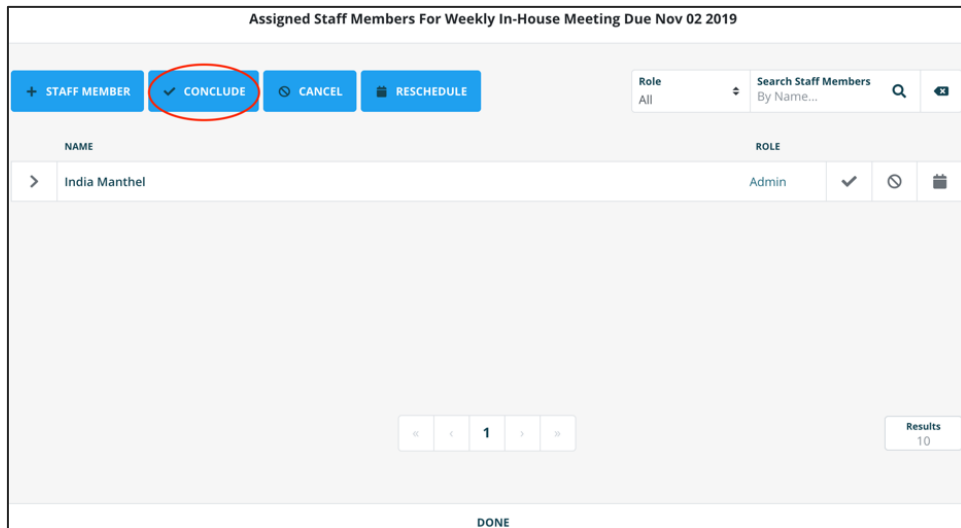 Assigned Staff Members For Weekly In-House Meeting Due Nov 02 2019
+ STAFF MEMBER CONCLUDE CANCEL RESCHEDULE
Role Search Staff Members
All By Name...
NAME ROLE
India Manthel Admin
« ‹ 1 › »
Results
10
DONE